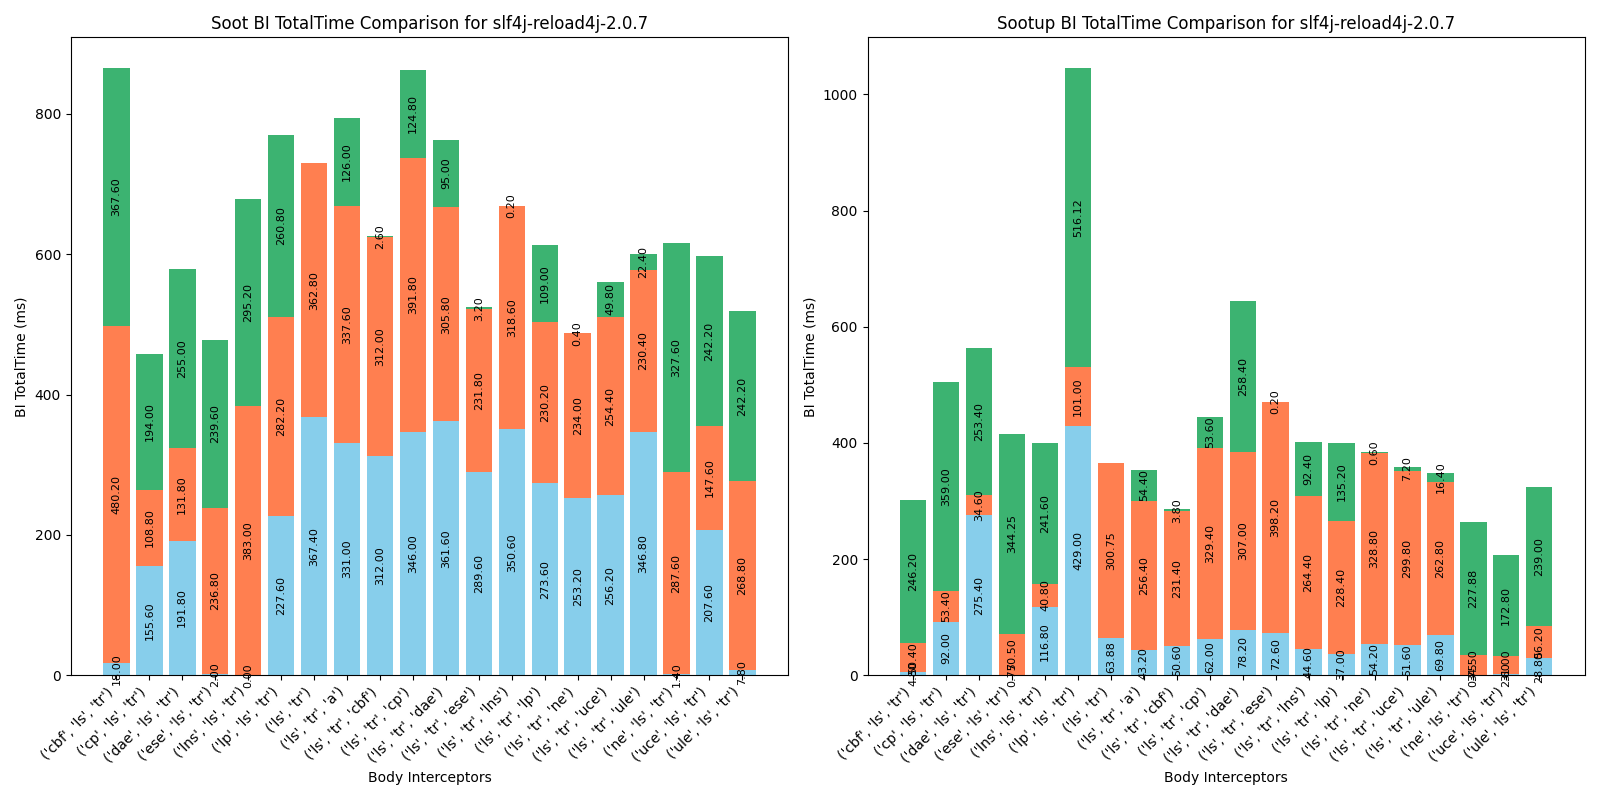 Soot BI TotalTime Comparison for slf4j-reload4j-2.0.7
BI TotalTime (ms)
800
600
400
200
0
367.60
480.20
18.00
194.00
108.80
155.60
255.00
131.80
191.80
239.60
236.80
2.00
295.20
383.00
0.00
260.80
282.20
227.60
362.80
367.40
126.00
337.60
331.00
2.60
312.00
312.00
124.80
391.80
346.00
95.00
305.80
361.60
3.20
231.80
289.60
0.20
318.60
350.60
109.00
230.20
273.60
0.40
234.00
253.20
49.80
254.40
256.20
22.40
230.40
346.80
327.60
287.60
1.40
242.20
147.60
207.60
242.20
268.80
7.80
('cbf', 'ls', 'tr')
('cp', 'ls', 'tr')
('dae', 'ls', 'tr')
('ese', 'ls', 'tr')
('lns', 'ls', 'tr')
('lp', 'ls', 'tr')
('ls', 'tr')
('ls', 'tr', 'a')
('ls', 'tr', 'cbf')
('ls', 'tr', 'cp')
('ls', 'tr', 'dae')
('ls', 'tr', 'ese')
('ls', 'tr', 'lns')
('ls', 'tr', 'lp')
('ls', 'tr', 'ne')
('ls', 'tr', 'uce')
('ls', 'tr', 'ule')
('ne', 'ls', 'tr')
('uce', 'ls', 'tr')
('ule', 'ls', 'tr')
Body Interceptors
Sootup BI TotalTime Comparison for slf4j-reload4j-2.0.7
BI TotalTime (ms)
1000
800
600
400
200
0
246.20
359.00
53.40
92.00
253.40
34.60
275.40
344.25
241.60
40.80
116.80
516.12
101.00
429.00
300.75
63.88
54.40
256.40
43.20
3.80
231.40
50.60
53.60
329.40
62.00
258.40
307.00
78.20
0.20
398.20
72.60
92.40
264.40
44.60
135.20
228.40
37.00
0.60
328.80
54.20
7.20
299.80
51.60
16.40
262.80
69.80
227.88
172.80
239.00
56.20
28.80
('cbf', 'ls', 'tr')
('cp', 'ls', 'tr')
('dae', 'ls', 'tr')
('ese', 'ls', 'tr')
('lns', 'ls', 'tr')
('lp', 'ls', 'tr')
('ls', 'tr')
('ls', 'tr', 'a')
('ls', 'tr', 'cbf')
('ls', 'tr', 'cp')
('ls', 'tr', 'dae')
('ls', 'tr', 'ese')
('ls', 'tr', 'lns')
('ls', 'tr', 'lp')
('ls', 'tr', 'ne')
('ls', 'tr', 'uce')
('ls', 'tr', 'ule')
('ne', 'ls', 'tr')
('uce', 'ls', 'tr')
('ule', 'ls', 'tr')
Body Interceptors